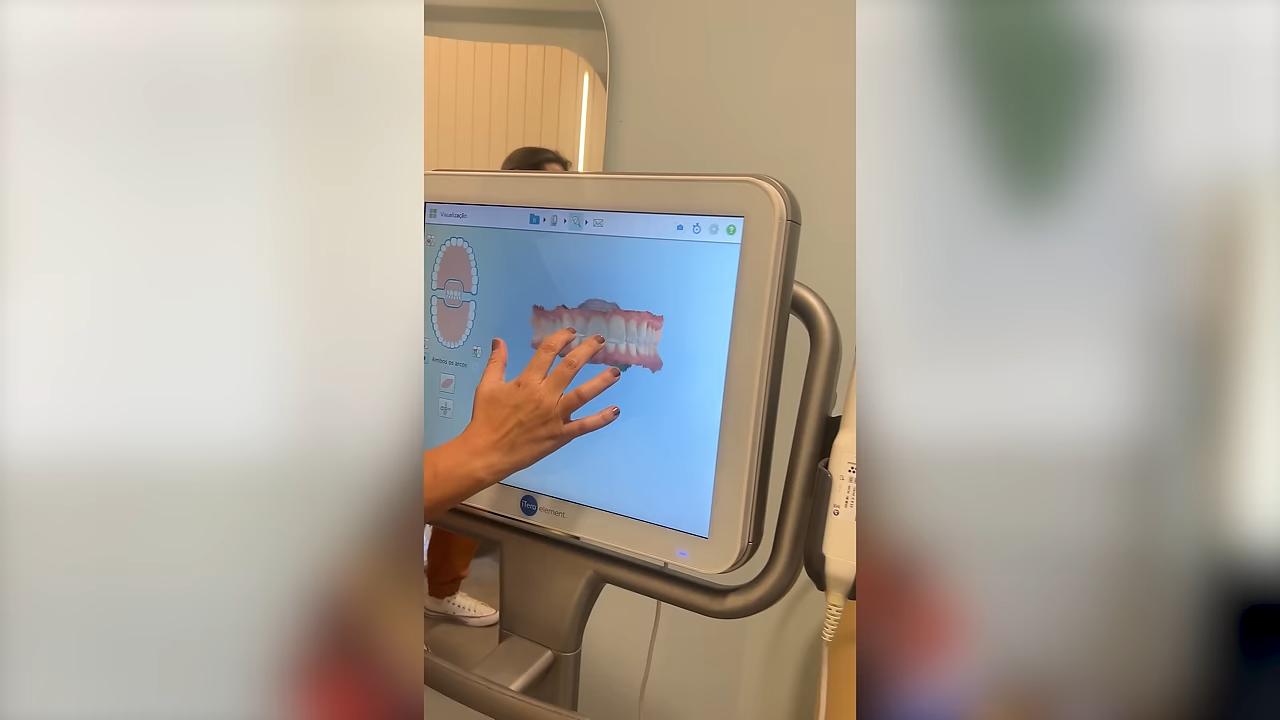 Visualização
Ambos os arcos
iTero element